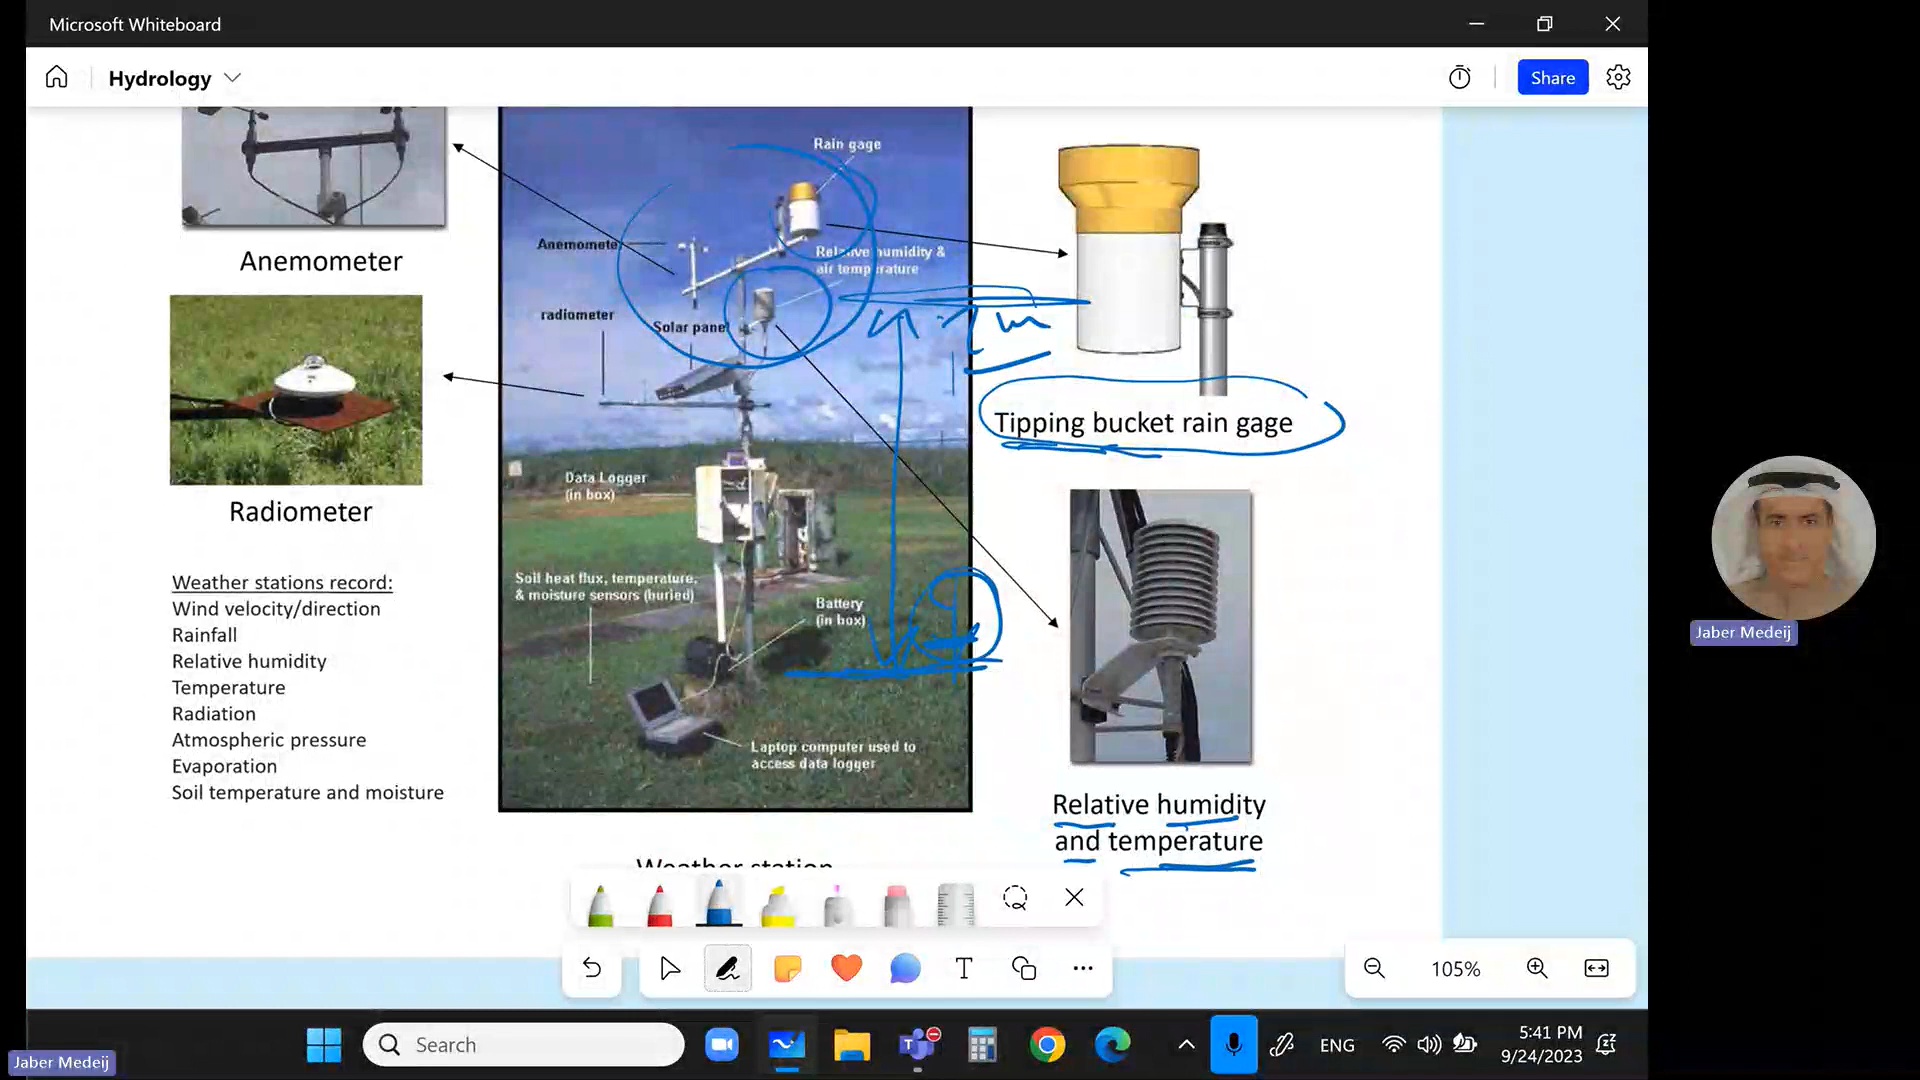 Microsoft Whiteboard
Hydrology
Share
Rain gage
Anemometer
Relative humidity &
air temperature
radiometer
Solar panel
2m
Anemometer
Tipping bucket rain gage
Data Logger
(in box)
Radiometer
Soil heat flux, temperature,
& moisture sensors (buried)
Battery
(in box)
Weather stations record:
Wind velocity/direction
Rainfall
Relative humidity
Temperature
Radiation
Atmospheric pressure
Evaporation
Soil temperature and moisture
Laptop computer used to
access data logger
Relative humidity
and temperature
Weather station
Jaber Medeij
105%
Search
ENG
5:41 PM
9/24/2023
Jaber Medeij